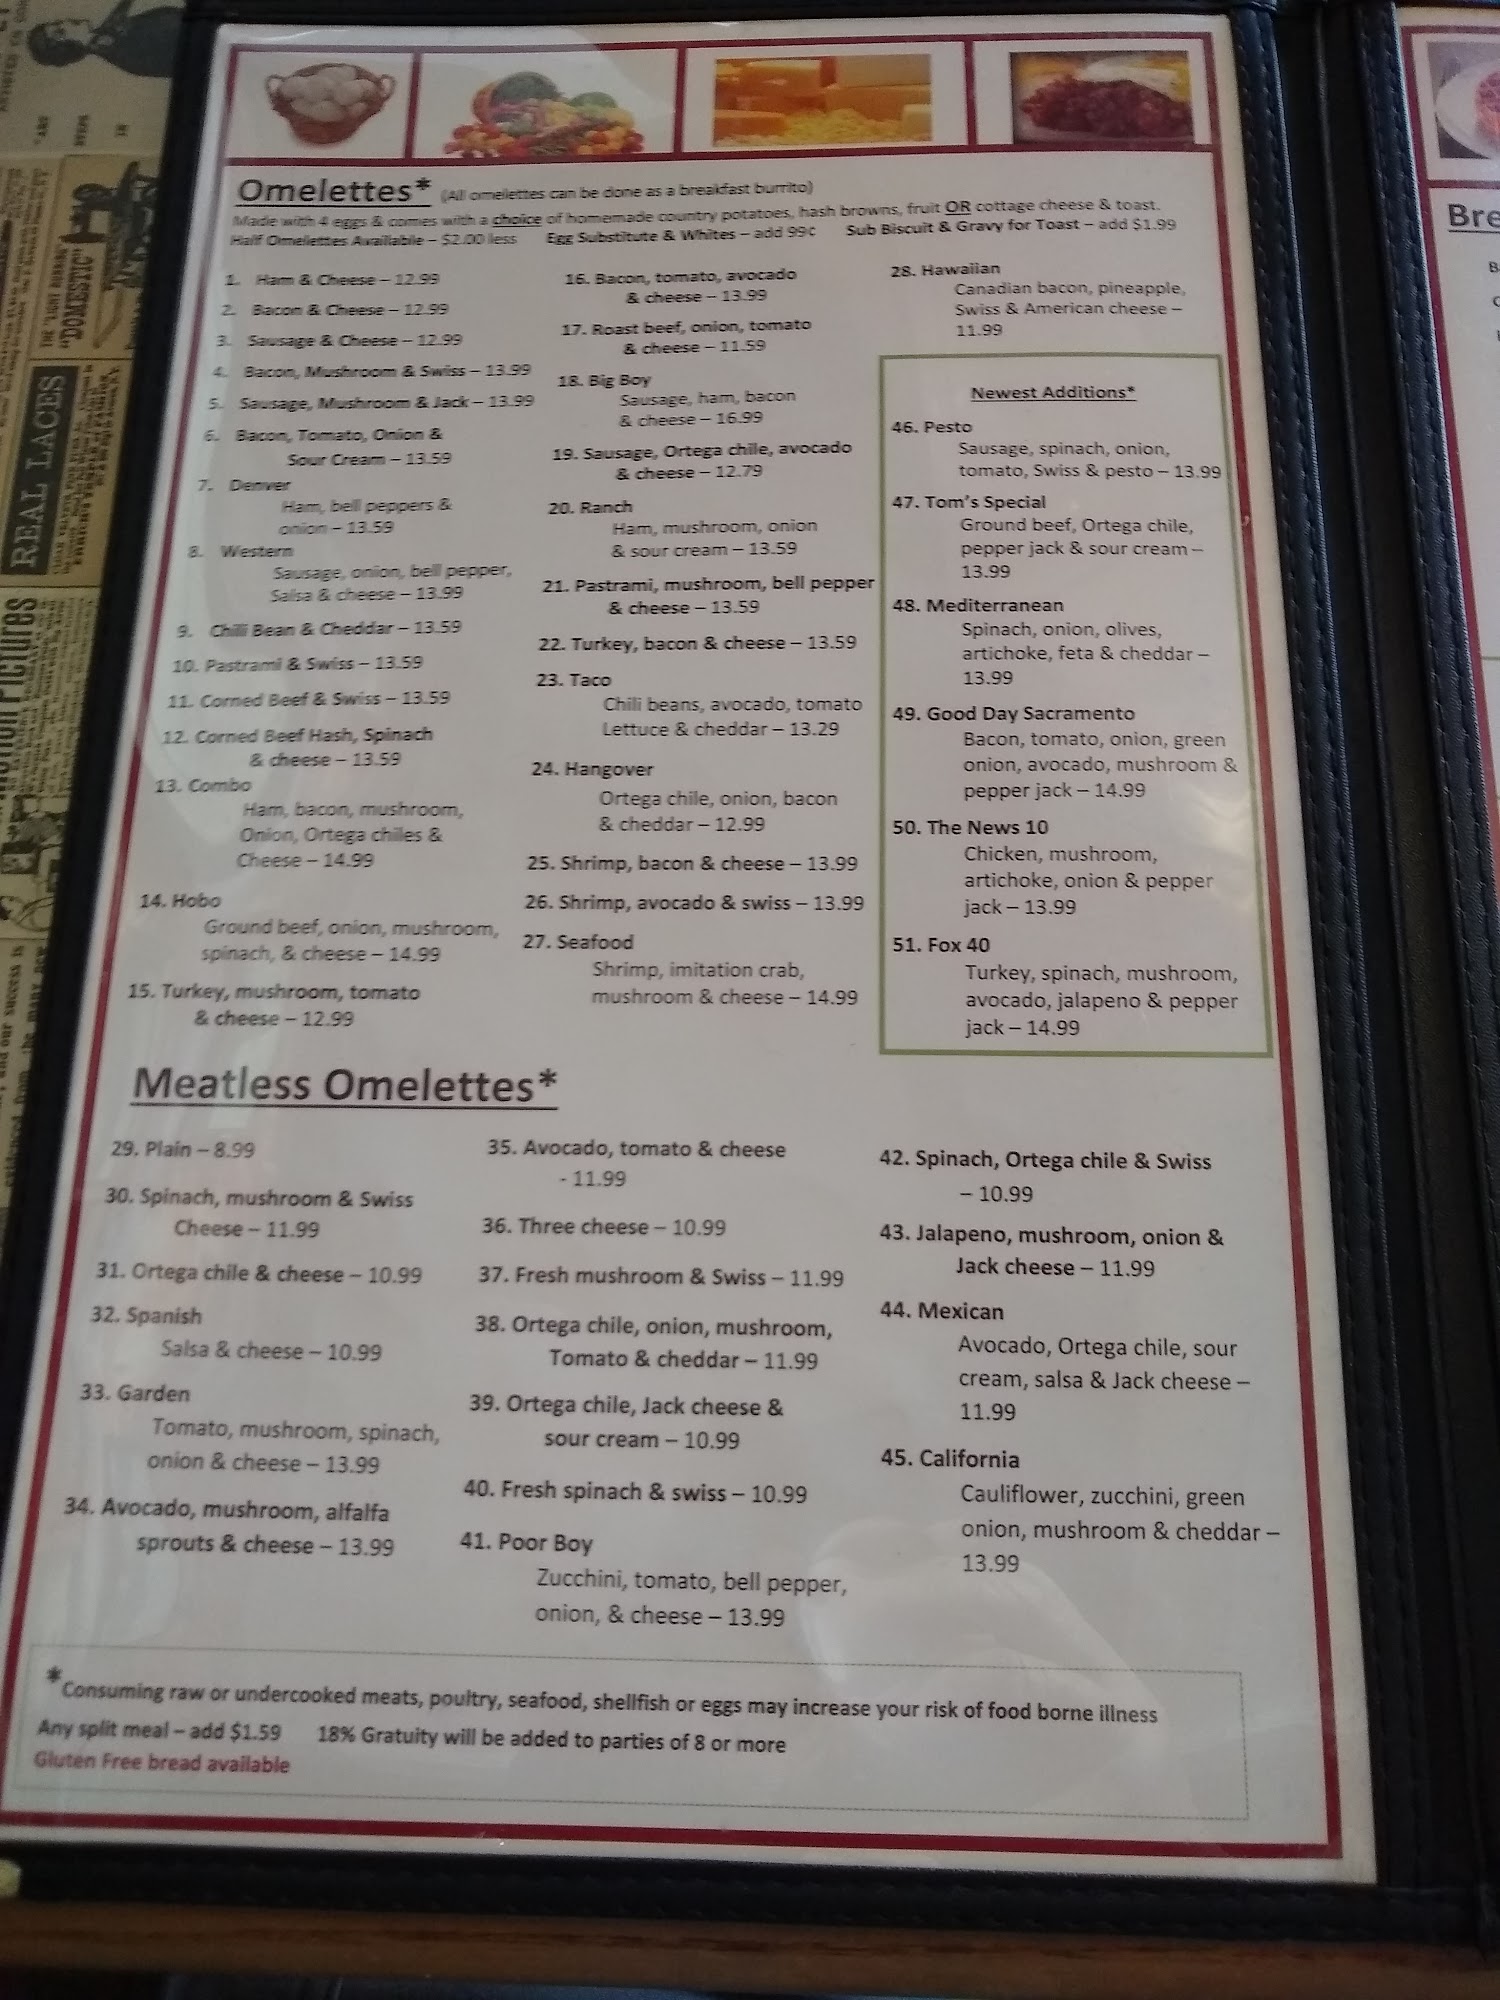 Omelettes* (All omelettes can be done as a breakfast burrito)
Made with 4 eggs & comes with a choice of homemade country potatoes, hash browns, fruit OR cottage cheese & toast.
Half Omelettes Available – $2.00 less Egg Substitute & Whites – add 99c Sub Biscuit & Gravy for Toast – add $1.99
1. Ham & Cheese – 12.99
2. Bacon & Cheese – 12.99
3. Sausage & Cheese – 12.99
4. Bacon, Mushroom & Swiss – 13.99
5. Sausage, Mushroom & Jack – 13.99
6. Bacon, Tomato, Onion &
Sour Cream – 13.59
7. Denver
Ham, bell peppers &
onion – 13.59
8. Western
Sausage, onion, bell pepper,
Salsa & cheese – 13.99
9. Chili Bean & Cheddar – 13.59
10. Pastrami & Swiss – 13.59
11. Corned Beef & Swiss – 13.59
12. Corned Beef Hash, Spinach
& cheese – 13.59
13. Combo
Ham, bacon, mushroom,
Onion, Ortega chiles &
Cheese – 14.99
14. Hobo
Ground beef, onion, mushroom,
spinach, & cheese – 14.99
15. Turkey, mushroom, tomato
& cheese – 12.99
16. Bacon, tomato, avocado
& cheese – 13.99
17. Roast beef, onion, tomato
& cheese – 11.59
18. Big Boy
Sausage, ham, bacon
& cheese – 16.99
19. Sausage, Ortega chile, avocado
& cheese – 12.79
20. Ranch
Ham, mushroom, onion
& sour cream – 13.59
21. Pastrami, mushroom, bell pepper
& cheese – 13.59
22. Turkey, bacon & cheese – 13.59
23. Taco
Chili beans, avocado, tomato
Lettuce & cheddar – 13.29
24. Hangover
Ortega chile, onion, bacon
& cheddar – 12.99
25. Shrimp, bacon & cheese – 13.99
26. Shrimp, avocado & swiss – 13.99
27. Seafood
Shrimp, imitation crab,
mushroom & cheese – 14.99
28. Hawaiian
Canadian bacon, pineapple,
Swiss & American cheese –
11.99
Newest Additions*
46. Pesto
Sausage, spinach, onion,
tomato, Swiss & pesto – 13.99
47. Tom's Special
Ground beef, Ortega chile,
pepper jack & sour cream –
13.99
48. Mediterranean
Spinach, onion, olives,
artichoke, feta & cheddar –
13.99
49. Good Day Sacramento
Bacon, tomato, onion, green
onion, avocado, mushroom &
pepper jack – 14.99
50. The News 10
Chicken, mushroom,
artichoke, onion & pepper
jack – 13.99
51. Fox 40
Turkey, spinach, mushroom,
avocado, jalapeno & pepper
jack – 14.99
Meatless Omelettes*
29. Plain – 8.99
30. Spinach, mushroom & Swiss
Cheese – 11.99
31. Ortega chile & cheese – 10.99
32. Spanish
Salsa & cheese – 10.99
33. Garden
Tomato, mushroom, spinach,
onion & cheese – 13.99
34. Avocado, mushroom, alfalfa
sprouts & cheese – 13.99
35. Avocado, tomato & cheese
- 11.99
36. Three cheese – 10.99
37. Fresh mushroom & Swiss – 11.99
38. Ortega chile, onion, mushroom,
Tomato & cheddar – 11.99
39. Ortega chile, Jack cheese &
sour cream – 10.99
40. Fresh spinach & swiss – 10.99
41. Poor Boy
Zucchini, tomato, bell pepper,
onion, & cheese – 13.99
42. Spinach, Ortega chile & Swiss
– 10.99
43. Jalapeno, mushroom, onion &
Jack cheese – 11.99
44. Mexican
Avocado, Ortega chile, sour
cream, salsa & Jack cheese –
11.99
45. California
Cauliflower, zucchini, green
onion, mushroom & cheddar –
13.99
*Consuming raw or undercooked meats, poultry, seafood, shellfish or eggs may increase your risk of food borne illness
Any split meal – add $1.59 18% Gratuity will be added to parties of 8 or more
Gluten Free bread available
Bre
THE "LIGHT RUNNING
"DOMESTIC"
REAL LACES